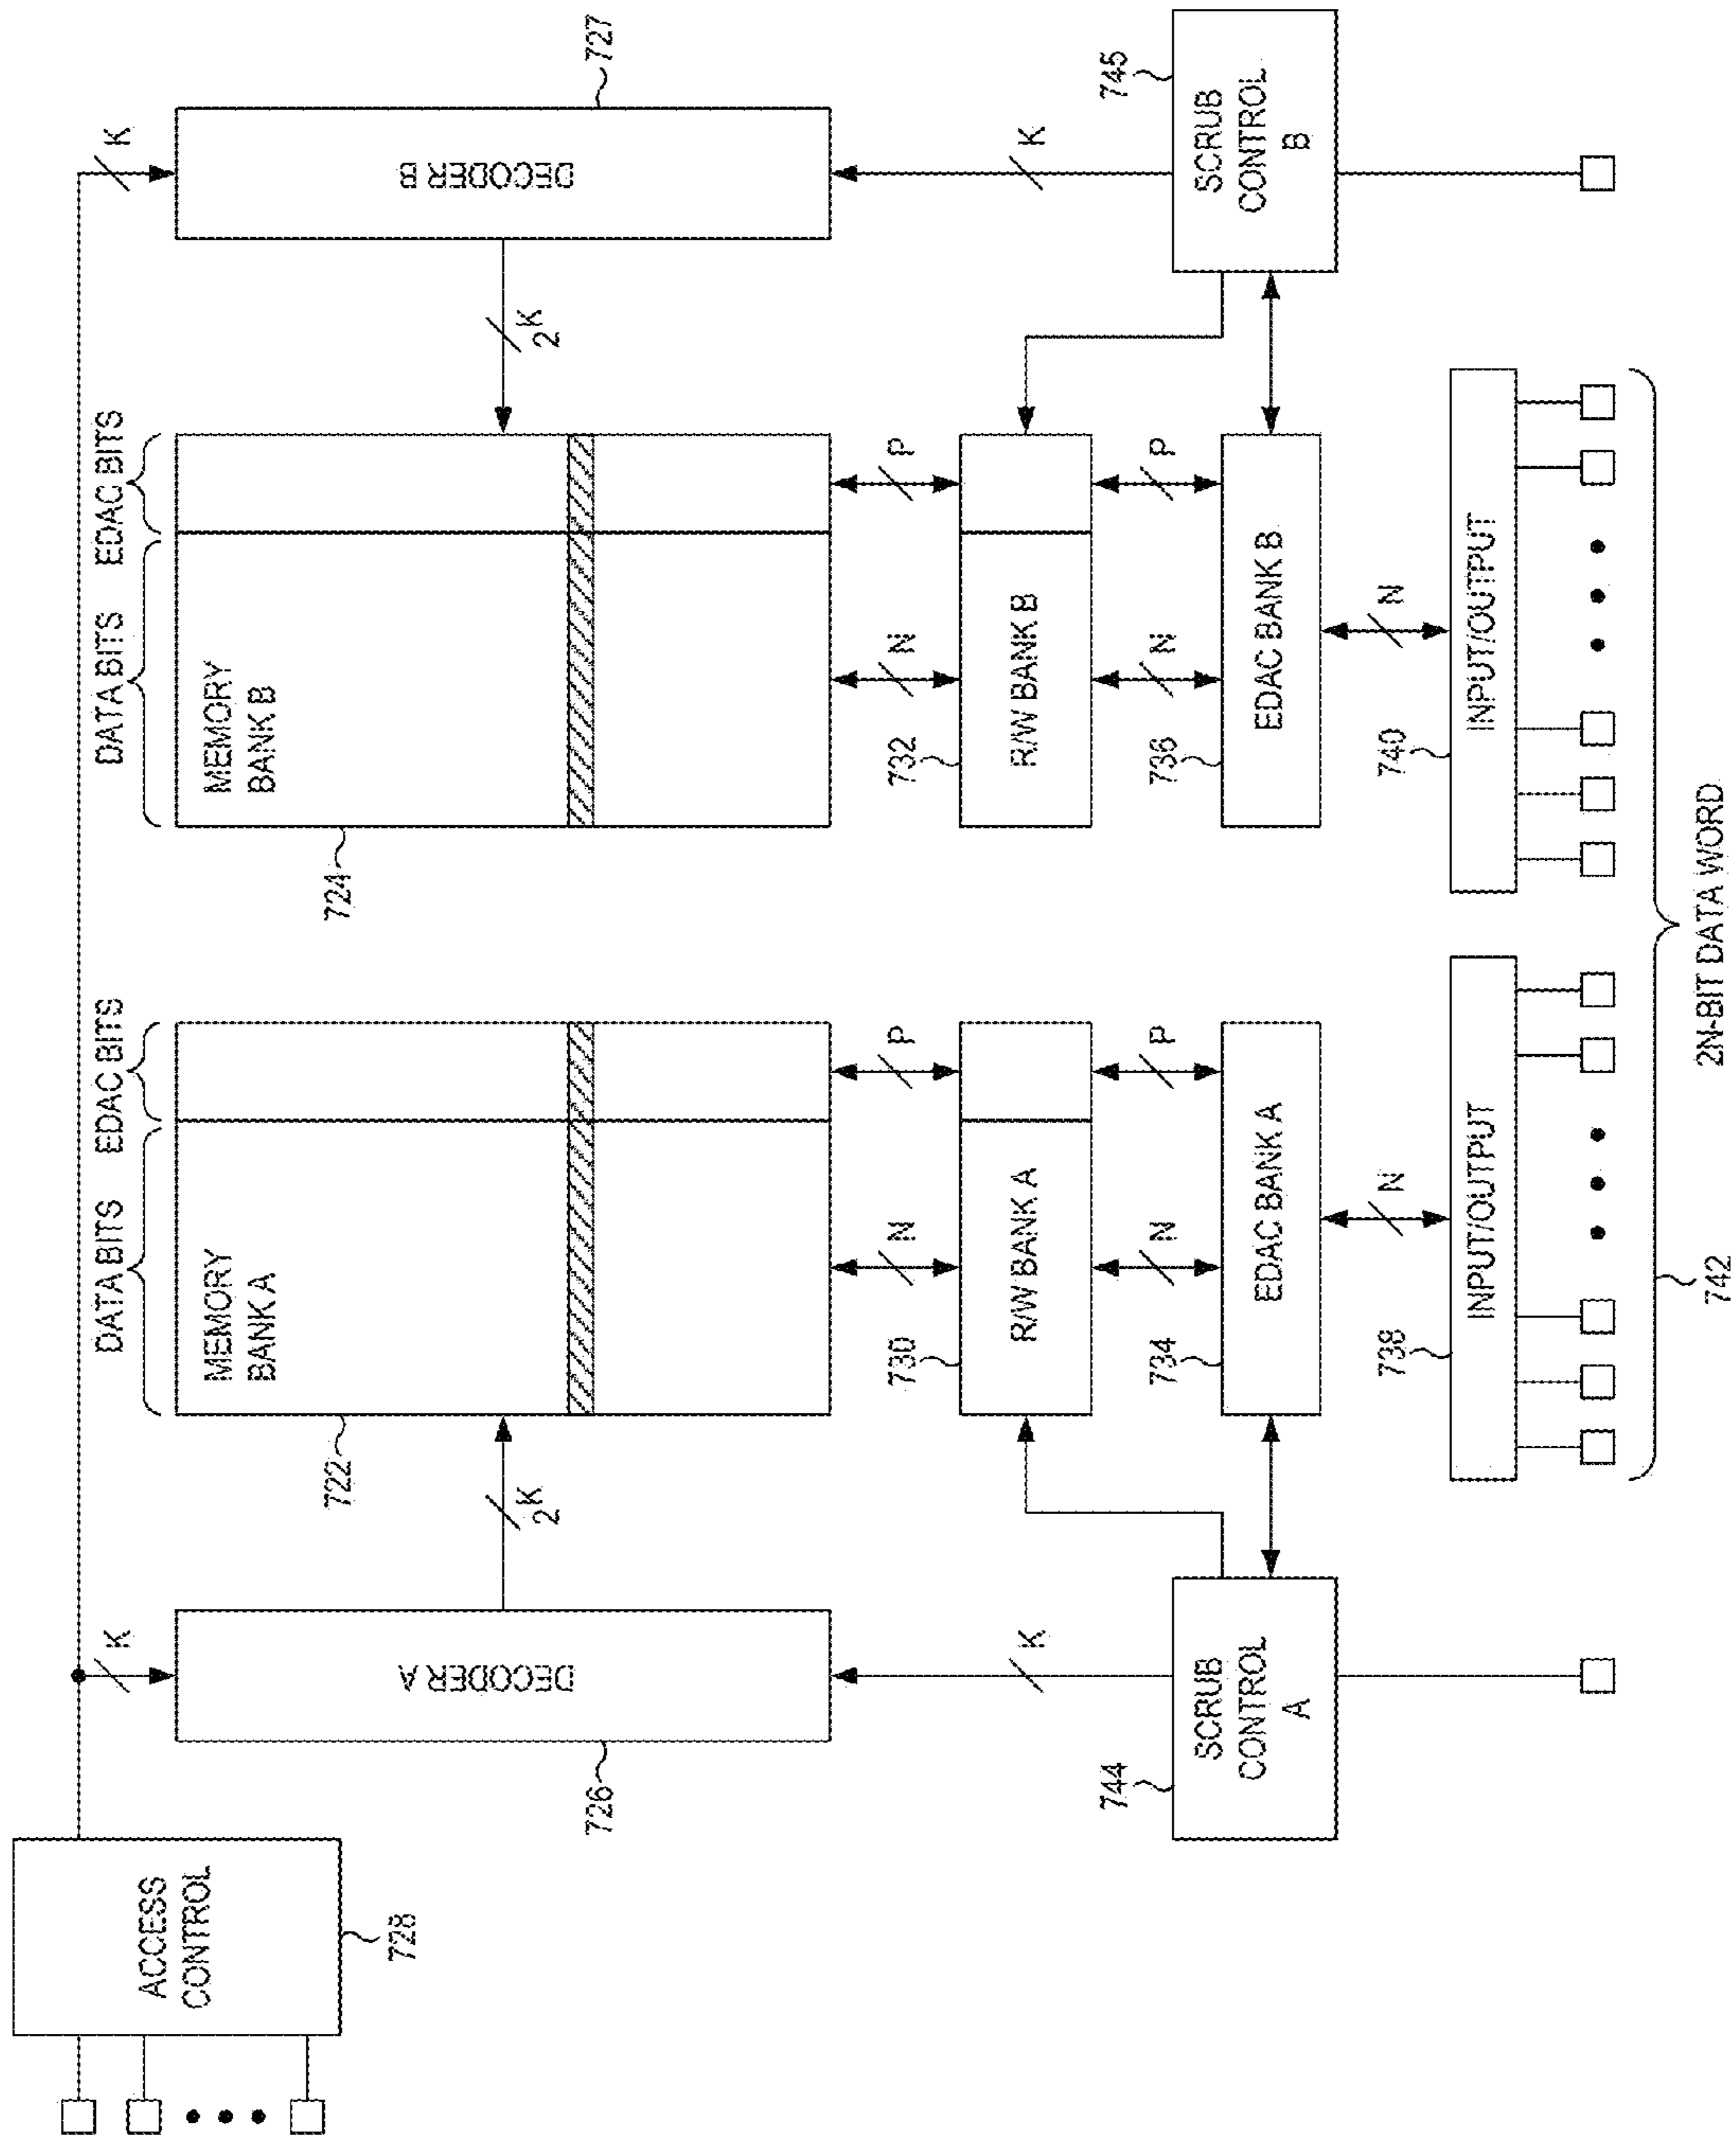 ACCESS
CONTROL
728
K
K
DATA BITS
EDAC BITS
DATA BITS
EDAC BITS
DECODER A
726
2K
MEMORY
BANK A
722
MEMORY
BANK B
724
2K
DECODER B
727
N
P
N
P
730
R/W BANK A
732
R/W BANK B
K
N
P
N
P
K
744
SCRUB
CONTROL
A
734
EDAC BANK A
736
EDAC BANK B
745
SCRUB
CONTROL
B
N
N
738
INPUT/OUTPUT
740
INPUT/OUTPUT
742
2N-BIT DATA WORD